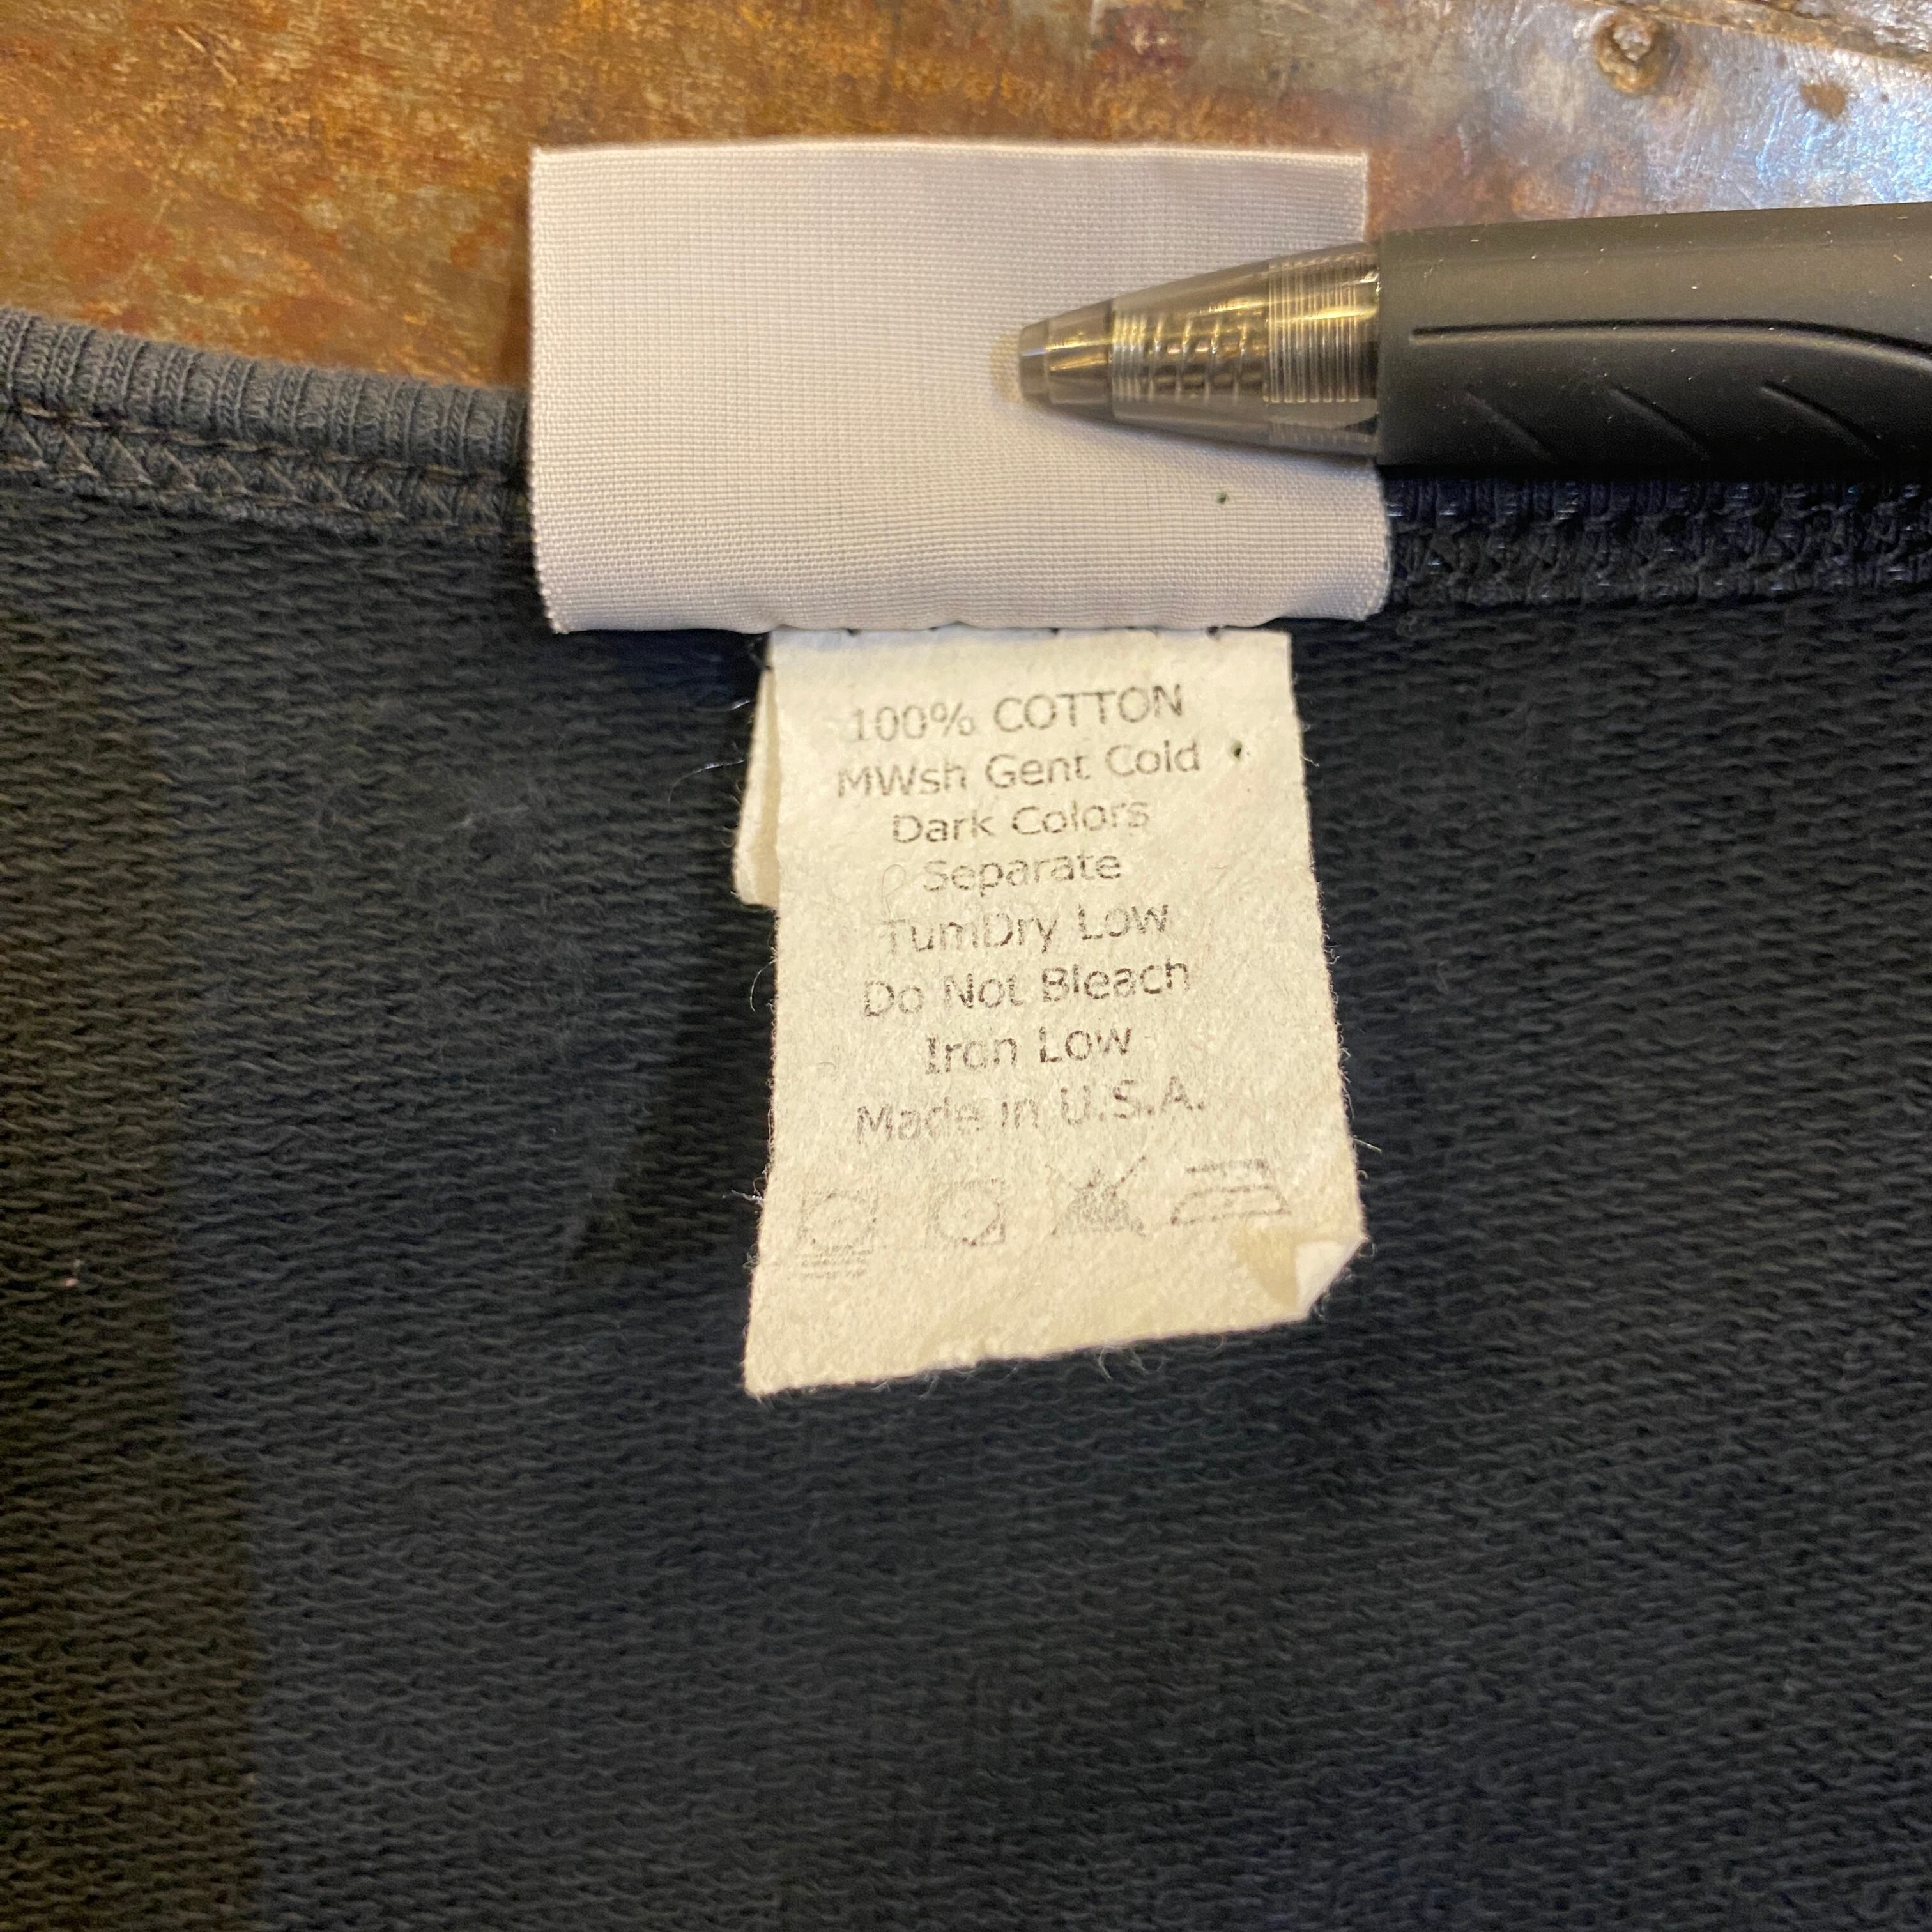 100% COTTON
MWsh Gent Cold
Dark Colors
Separate
TumDry Low
Do Not Bleach
Iron Low
Made in U.S.A.